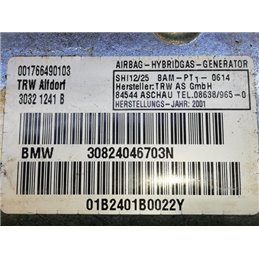 001766490103
TRW Alfdorf
3032 1241 B
AIRBAG-HYBRIDGAS-GENERATOR
SHI12/25 BAM-PT1-0614
Hersteller:TRW AS GmbH
84544 ASCHAU TEL.08638/965-0
HERSTELLUNGS-JAHR: 2001
BMW 30824046703N
01B2401B0022Y